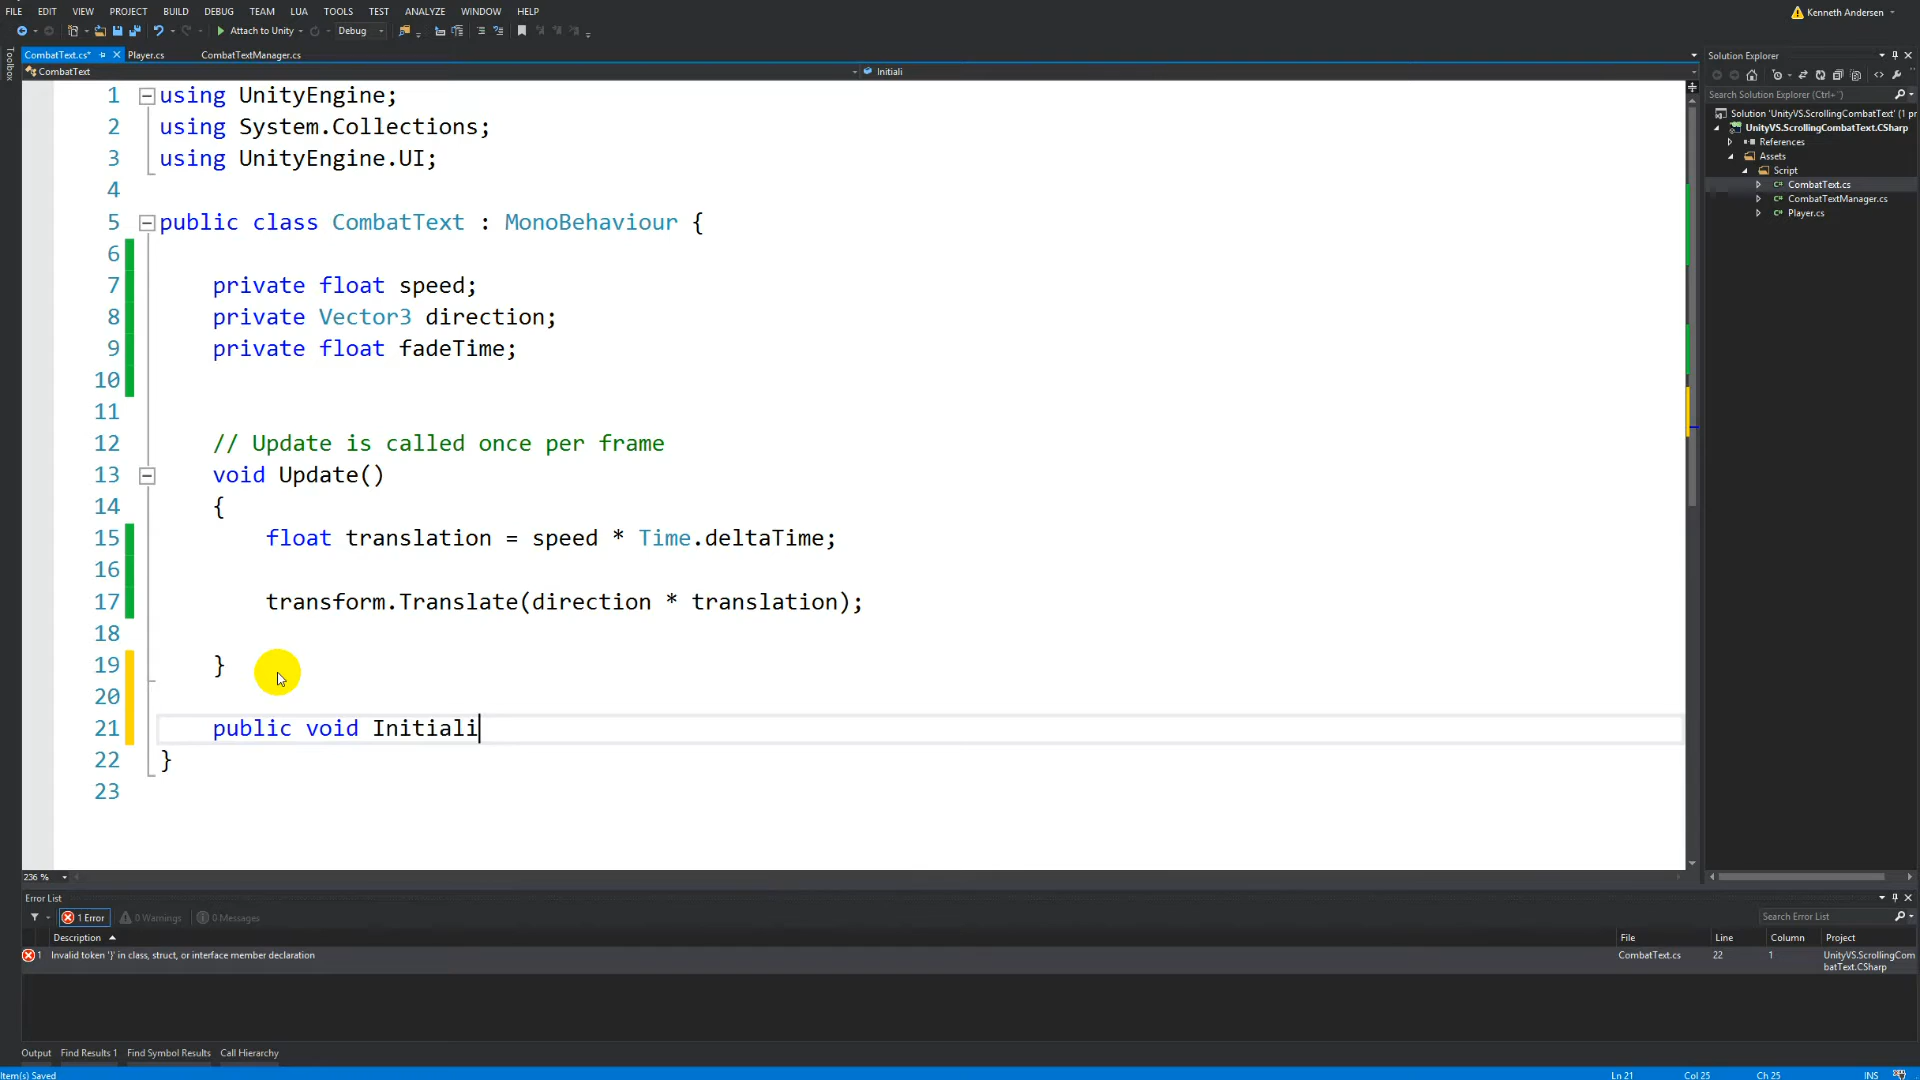 FILE EDIT VIEW PROJECT BUILD DEBUG TEAM LUA TOOLS TEST ANALYZE WINDOW HELP
Kenneth Andersen
Attach to Unity Debug
CombatText.cs* Player.cs CombatTextManager.cs
CombatText Initiali
Toolbox
1 using UnityEngine;
2 using System.Collections;
3 using UnityEngine.UI;
4
5 public class CombatText : MonoBehaviour {
6
7 private float speed;
8 private Vector3 direction;
9 private float fadeTime;
10
11
12 // Update is called once per frame
13 void Update()
14 {
15 float translation = speed * Time.deltaTime;
16
17 transform.Translate(direction * translation);
18
19 }
20
21 public void Initiali
22 }
23
236 %
Solution Explorer
Search Solution Explorer (Ctrl+¨)
Solution 'UnityVS.ScrollingCombatText' (1 pr
UnityVS.ScrollingCombatText.CSharp
References
Assets
Script
CombatText.cs
CombatTextManager.cs
Player.cs
Error List
1 Error 0 Warnings 0 Messages
Search Error List
Description File Line Column Project
1 Invalid token '}' in class, struct, or interface member declaration CombatText.cs 22 1 UnityVS.ScrollingCom
batText.CSharp
Output Find Results 1 Find Symbol Results Call Hierarchy
Item(s) Saved Ln 21 Col 25 Ch 25 INS